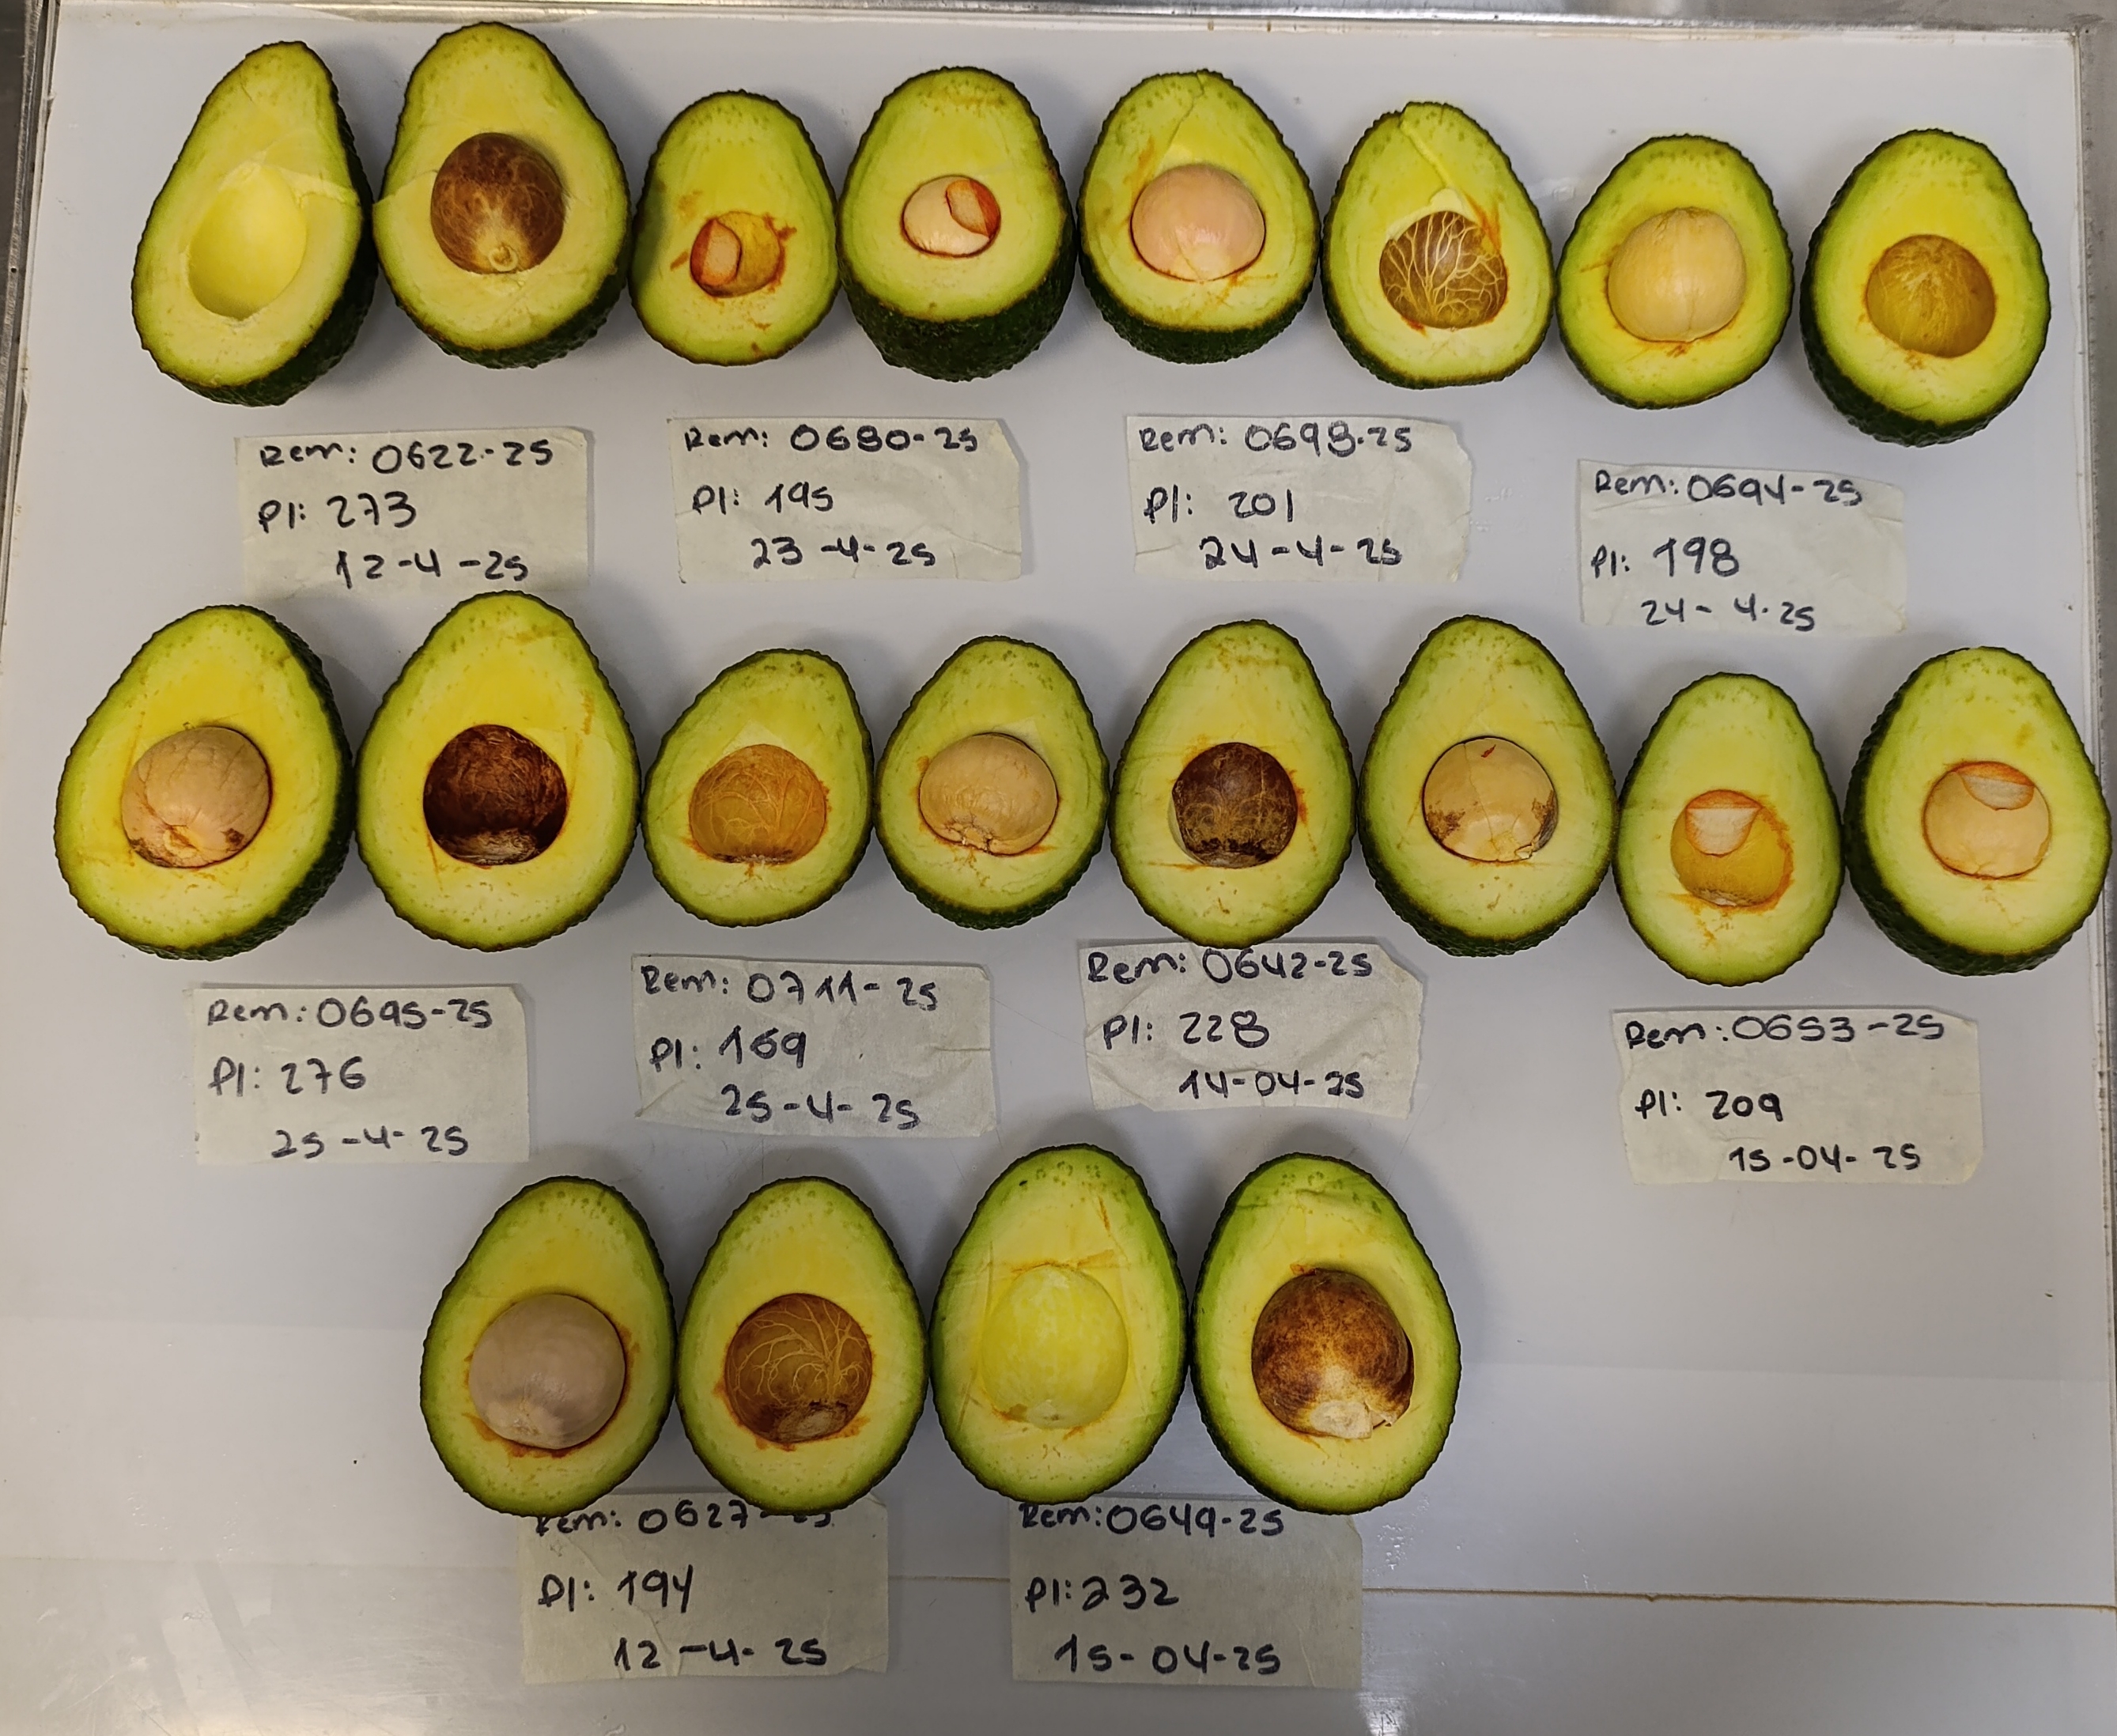 Rem: 0622-25
Pl: 273
12-4-25
Rem: 0680-25
Pl: 195
23-4-25
Rem: 0698-25
Pl: 201
24-4-25
Rem: 0694-25
Pl: 198
24-4-25
Rem: 0695-25
Pl: 276
25-4-25
Rem: 0711-25
Pl: 169
25-4-25
Rem: 0642-25
Pl: 228
14-04-25
Rem: 0653-25
Pl: 209
15-04-25
Rem: 0627-25
Pl: 194
12-4-25
Rem: 0649-25
Pl: 232
15-04-25